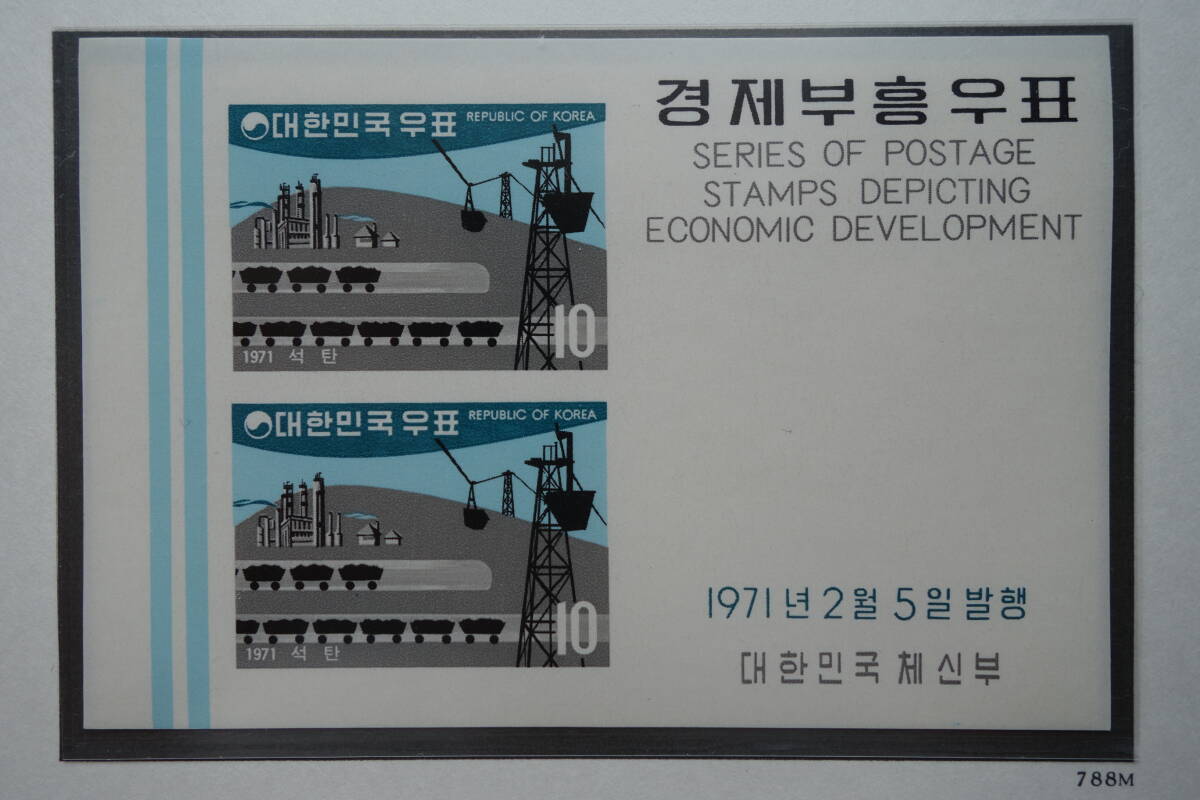 대한민국우표 REPUBLIC OF KOREA
10
1971 석탄
대한민국우표 REPUBLIC OF KOREA
10
1971 석탄
경제부흥우표
SERIES OF POSTAGE
STAMPS DEPICTING
ECONOMIC DEVELOPMENT
1971년 2월 5일 발행
대한민국 체신부
788M